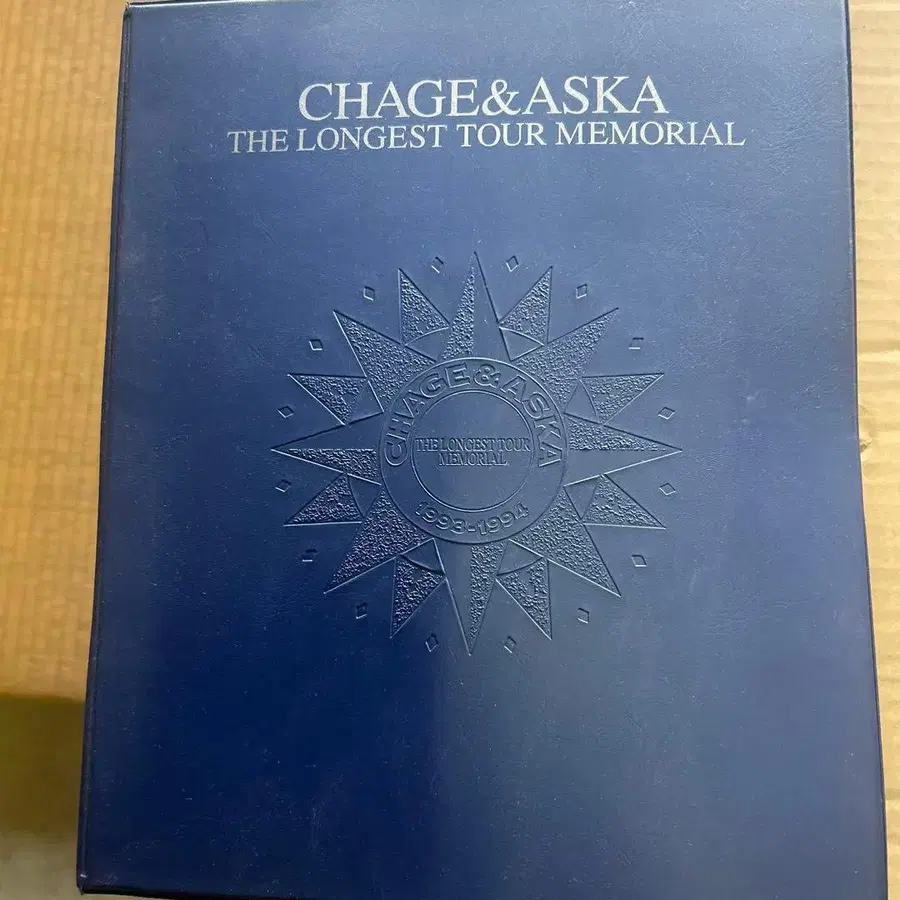 CHAGE&ASKA
THE LONGEST TOUR MEMORIAL
CHAGE & ASKA
THE LONGEST TOUR
MEMORIAL
1993-1994